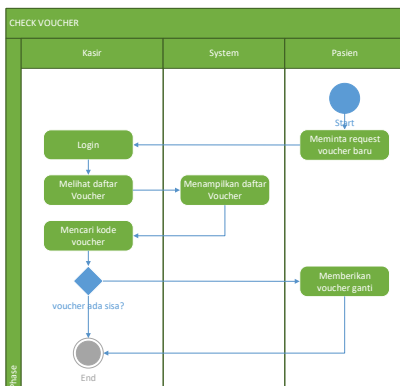 CHECK VOUCHER
Kasir
System
Pasien
Start
Meminta request
voucher baru
Login
Melihat daftar
Voucher
Menampilkan daftar
Voucher
Mencari kode
voucher
voucher ada sisa?
Memberikan
voucher ganti
End
Phase